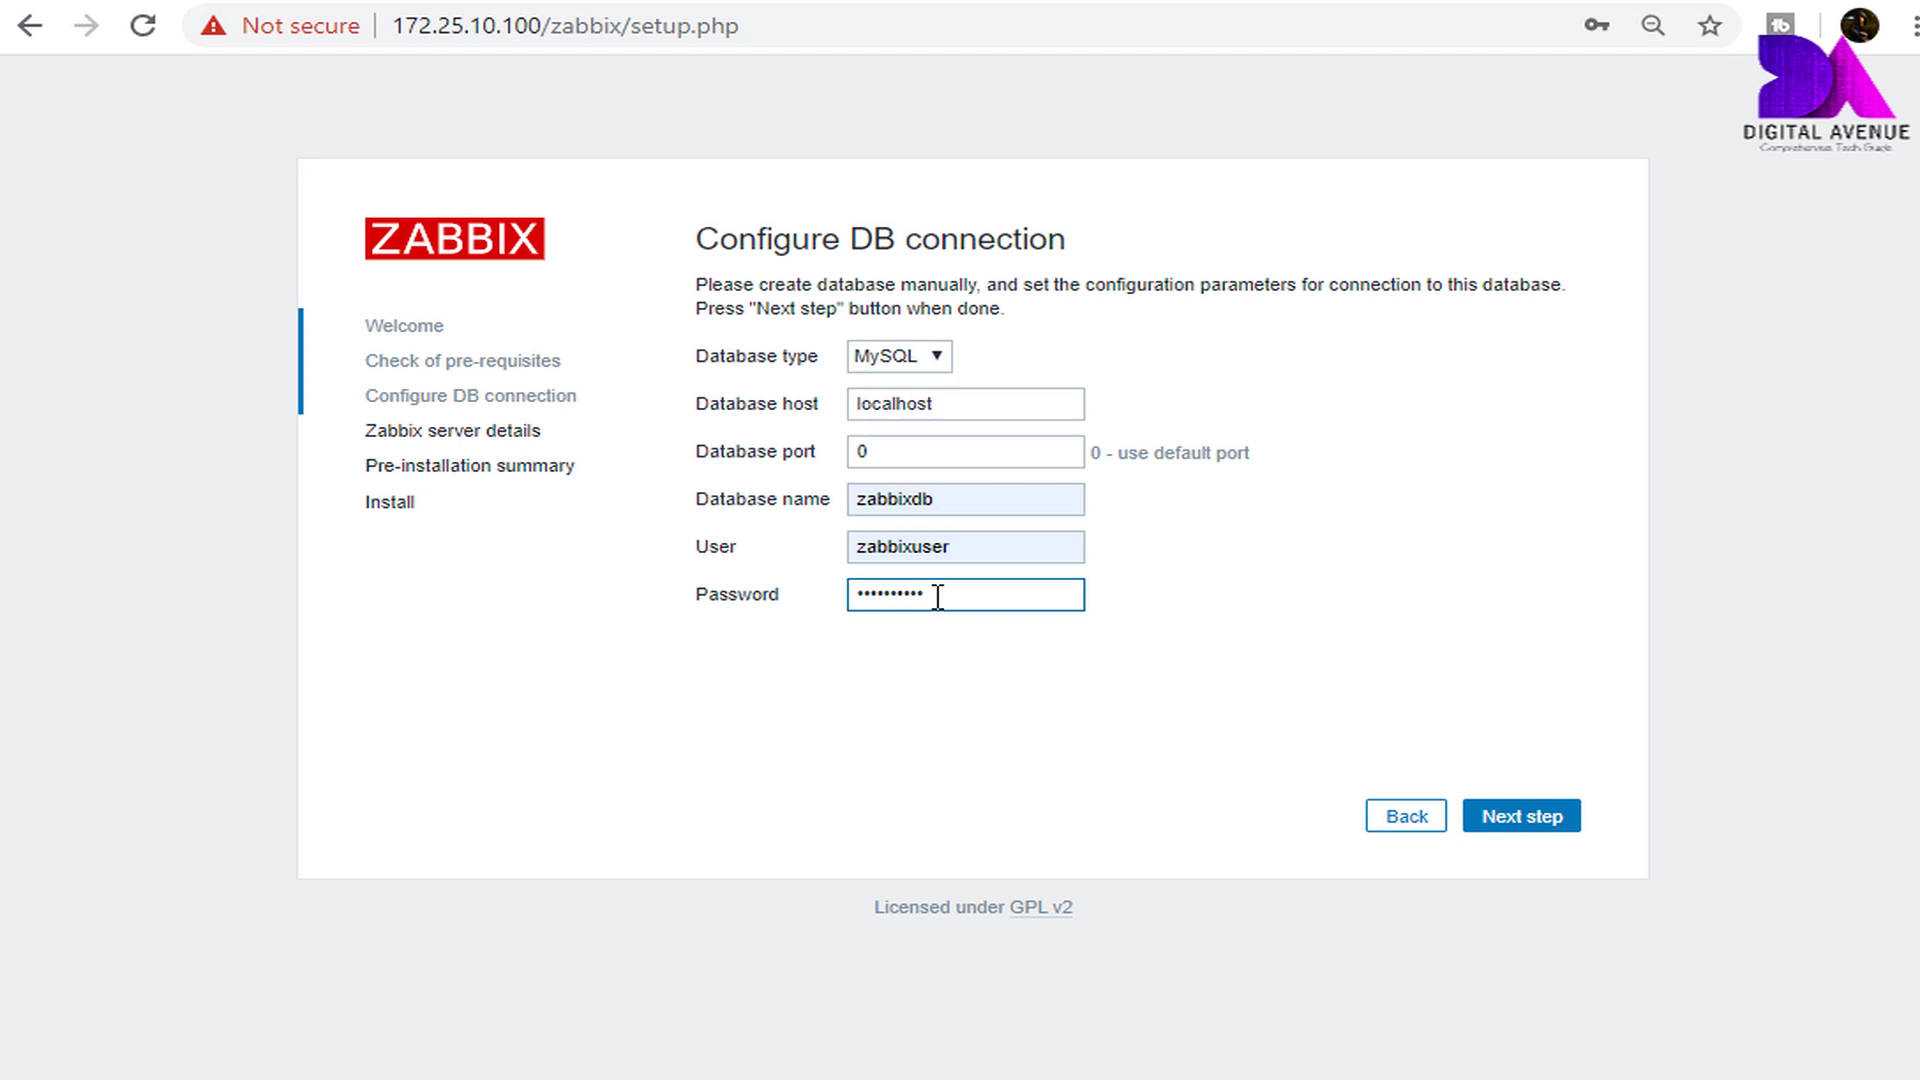 Not secure
172.25.10.100/zabbix/setup.php
DIGITAL AVENUE
Comprehensive Tech Guide
ZABBIX
Welcome
Check of pre-requisites
Configure DB connection
Zabbix server details
Pre-installation summary
Install
Configure DB connection
Please create database manually, and set the configuration parameters for connection to this database.
Press "Next step" button when done.
Database type MySQL
Database host localhost
Database port 0 0 - use default port
Database name zabbixdb
User zabbixuser
Password ••••••••••
Back Next step
Licensed under GPL v2